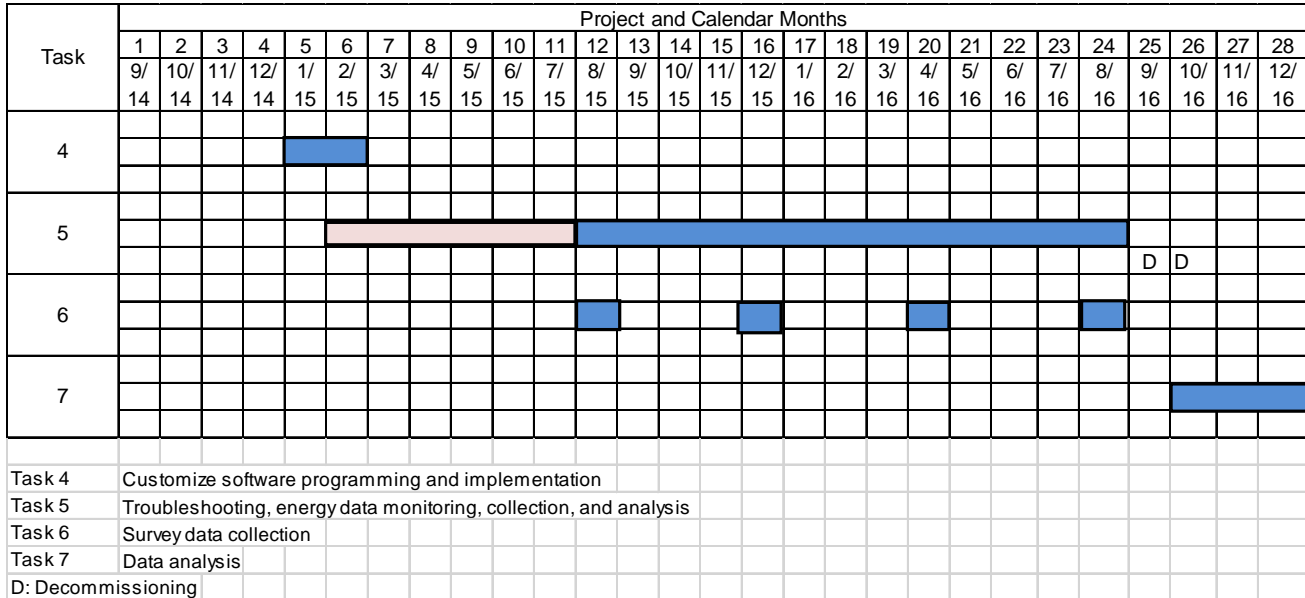 Project and Calendar Months
Task
1 2 3 4 5 6 7 8 9 10 11 12 13 14 15 16 17 18 19 20 21 22 23 24 25 26 27 28
9/ 10/ 11/ 12/ 1/ 2/ 3/ 4/ 5/ 6/ 7/ 8/ 9/ 10/ 11/ 12/ 1/ 2/ 3/ 4/ 5/ 6/ 7/ 8/ 9/ 10/ 11/ 12/
14 14 14 14 15 15 15 15 15 15 15 15 15 15 15 15 16 16 16 16 16 16 16 16 16 16 16 16
4
5
D D
6
7
Task 4 Customize software programming and implementation
Task 5 Troubleshooting, energy data monitoring, collection, and analysis
Task 6 Survey data collection
Task 7 Data analysis
D: Decommissioning